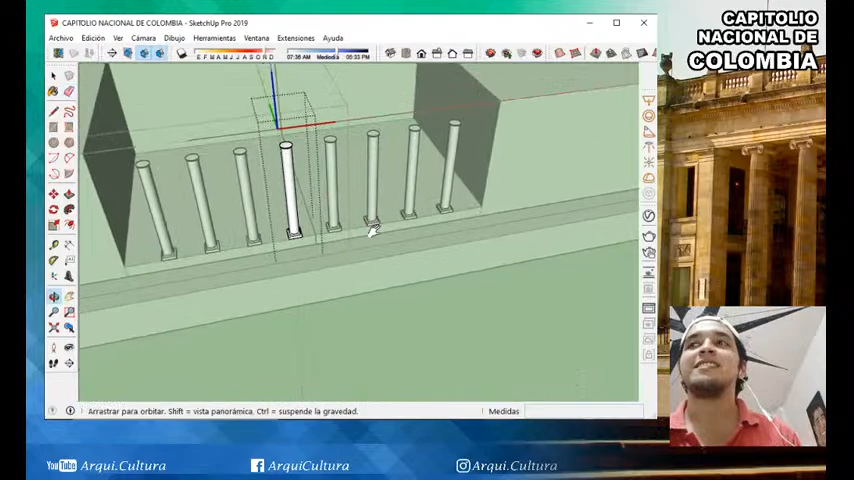 CAPITOLIO NACIONAL DE COLOMBIA - SketchUp Pro 2019
Archivo Edición Ver Cámara Dibujo Herramientas Ventana Extensiones Ayuda
E F M A M J J A S O N D
07:36 AM Mediodía 05:33 PM
Arrastrar para orbitar. Shift = vista panorámica, Ctrl = suspende la gravedad.
Medidas
CAPITOLIO
NACIONAL DE
COLOMBIA
YouTube Arqui.Cultura
ArquiCultura
Arqui.Cultura